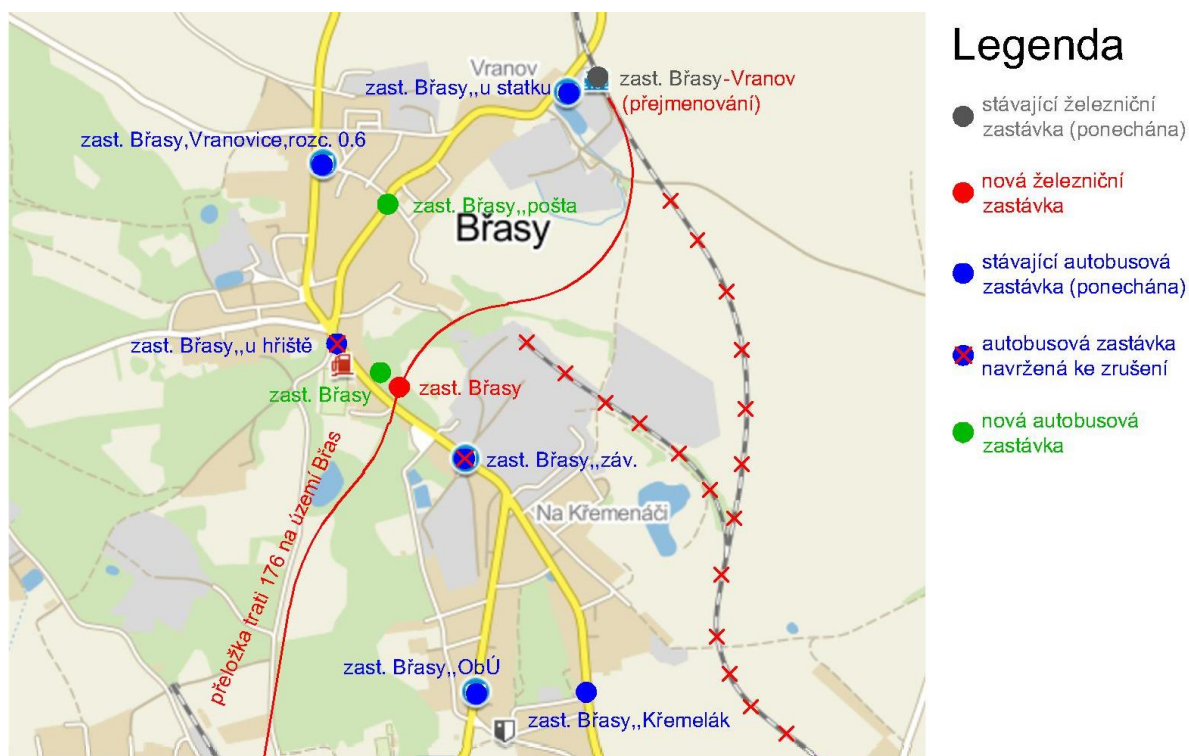 Vranov
zast. Břasy-Vranov
(přejmenování)
zast. Břasy,,u statku
zast. Břasy,Vranovice,rozc. 0.6
zast. Břasy,,pošta
Břasy
zast. Břasy,,u hřiště
zast. Břasy
zast. Břasy
přeložka trati 176 na území Břas
zast. Břasy,,záv.
Na Křemenáči
zast. Břasy,,ObÚ
zast. Břasy,,Křemelák
Legenda
stávající železniční
zastávka (ponechána)
nová železniční
zastávka
stávající autobusová
zastávka (ponechána)
autobusová zastávka
navržená ke zrušení
nová autobusová
zastávka